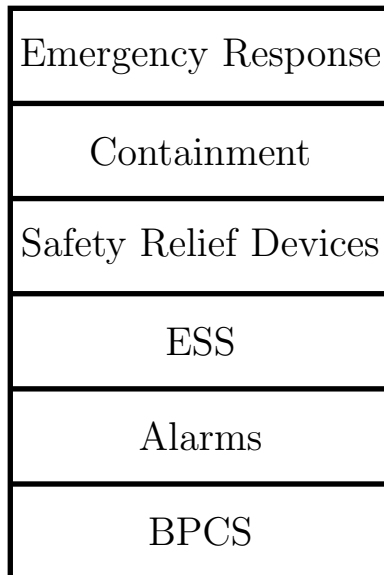 Emergency Response
Containment
Safety Relief Devices
ESS
Alarms
BPCS